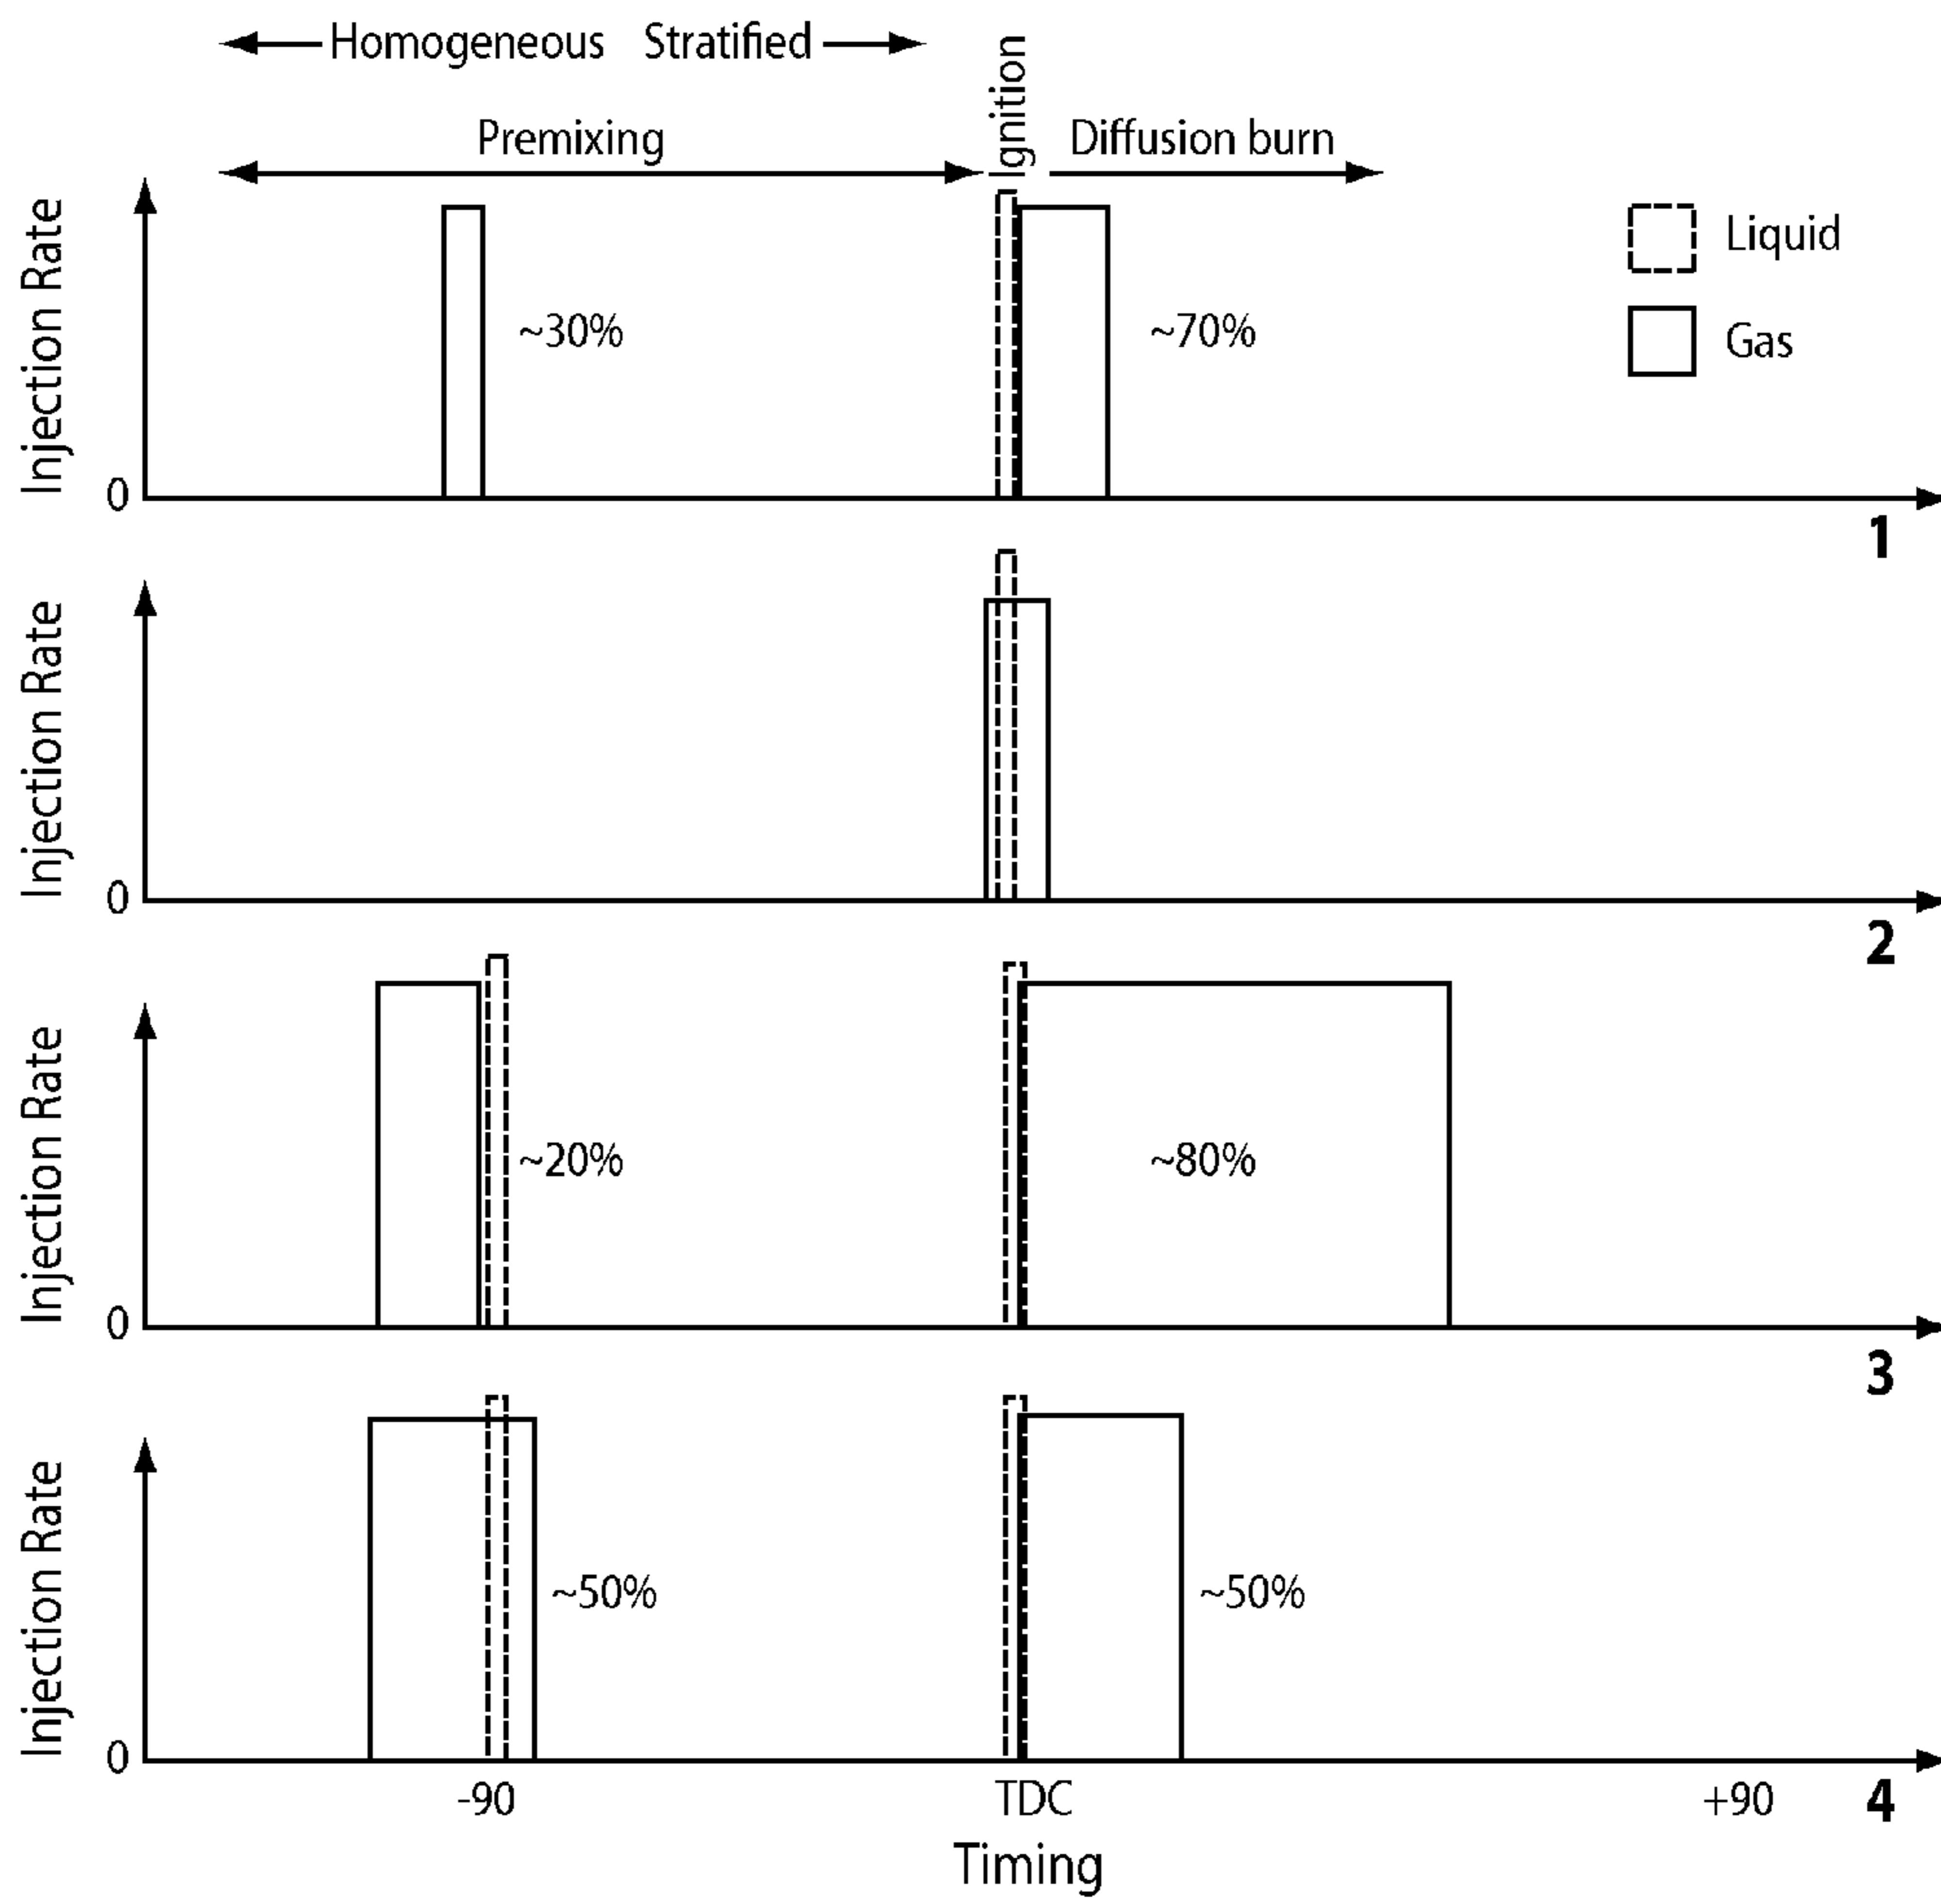 Homogeneous Stratified
Ignition
Premixing
Diffusion burn
Injection Rate
~30%
~70%
Liquid
Gas
0
1
Injection Rate
0
2
Injection Rate
~20%
~80%
0
3
Injection Rate
~50%
~50%
0
-90 TDC +90 4
Timing